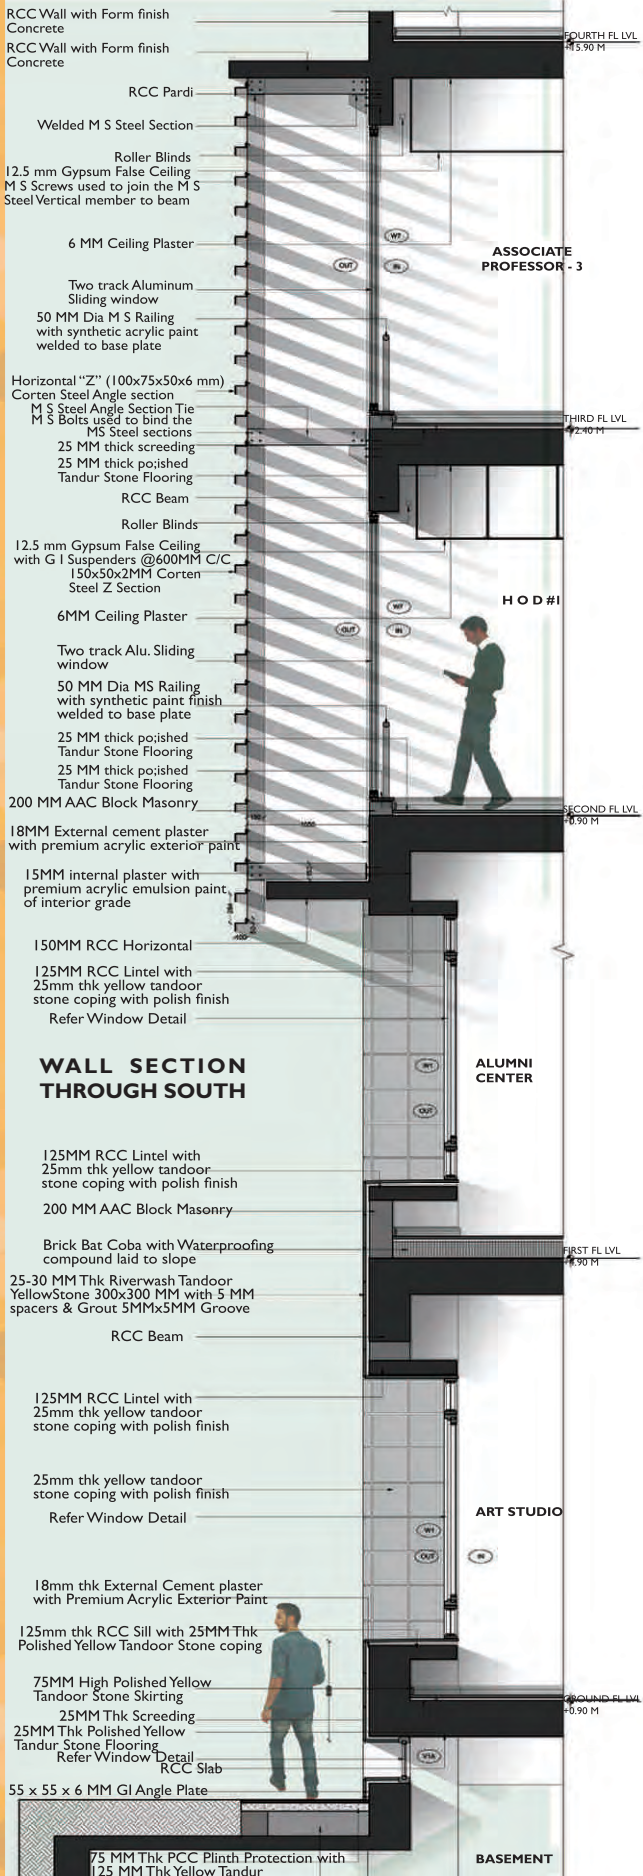 RCC Wall with Form finish
Concrete
FOURTH FL LVL
RCC Wall with Form finish
Concrete
+15.90 M
RCC Pardi
Welded M S Steel Section
Roller Blinds
12.5 mm Gypsum False Ceiling
M S Screws used to join the M S
Steel Vertical member to beam
W7
6 MM Ceiling Plaster
OUT
IN
ASSOCIATE
PROFESSOR - 3
Two track Aluminum
Sliding window
50 MM Dia M S Railing
with synthetic acrylic paint
welded to base plate
Horizontal “Z” (100x75x50x6 mm)
Corten Steel Angle section
M S Steel Angle Section Tie
M S Bolts used to bind the
MS Steel sections
THIRD FL LVL
2.40 M
25 MM thick screeding
25 MM thick po;ished
Tandur Stone Flooring
RCC Beam
Roller Blinds
12.5 mm Gypsum False Ceiling
with G I Suspenders @600MM C/C
150x50x2MM Corten
Steel Z Section
H O D #1
W7
6MM Ceiling Plaster
OUT
IN
Two track Alu. Sliding
window
50 MM Dia MS Railing
with synthetic paint finish
welded to base plate
25 MM thick po;ished
Tandur Stone Flooring
25 MM thick po;ished
Tandur Stone Flooring
200 MM AAC Block Masonry
SECOND FL LVL
0.90 M
1050
18MM External cement plaster
with premium acrylic exterior paint
15MM internal plaster with
premium acrylic emulsion paint
of interior grade
150MM RCC Horizontal
125MM RCC Lintel with
25mm thk yellow tandoor
stone coping with polish finish
Refer Window Detail
WALL SECTION
THROUGH SOUTH
W1
ALUMNI
CENTER
OUT
125MM RCC Lintel with
25mm thk yellow tandoor
stone coping with polish finish
200 MM AAC Block Masonry
Brick Bat Coba with Waterproofing
compound laid to slope
FIRST FL LVL
.90 M
25-30 MM Thk Riverwash Tandoor
YellowStone 300x300 MM with 5 MM
spacers & Grout 5MMx5MM Groove
RCC Beam
125MM RCC Lintel with
25mm thk yellow tandoor
stone coping with polish finish
25mm thk yellow tandoor
stone coping with polish finish
Refer Window Detail
ART STUDIO
W1
OUT
IN
18mm thk External Cement plaster
with Premium Acrylic Exterior Paint
125mm thk RCC Sill with 25MM Thk
Polished Yellow Tandoor Stone coping
75MM High Polished Yellow
Tandoor Stone Skirting
GROUND FL LVL
+0.90 M
25MM Thk Screeding
25MM Thk Polished Yellow
Tandur Stone Flooring
Refer Window Detail
RCC Slab
55 x 55 x 6 MM GI Angle Plate
75 MM Thk PCC Plinth Protection with
125 MM Thk Yellow Tandur
BASEMENT